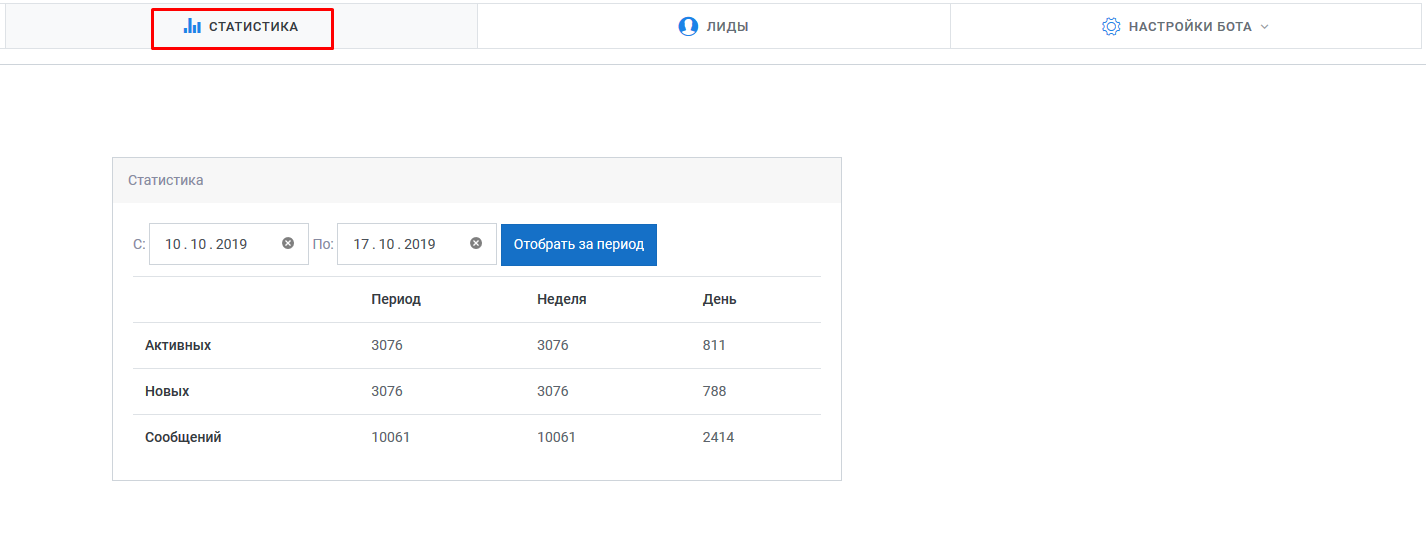 СТАТИСТИКА ЛИДЫ НАСТРОЙКИ БОТА
Статистика
С: 10 . 10 . 2019 По: 17 . 10 . 2019 Отобрать за период
Период Неделя День
Активных 3076 3076 811
Новых 3076 3076 788
Сообщений 10061 10061 2414